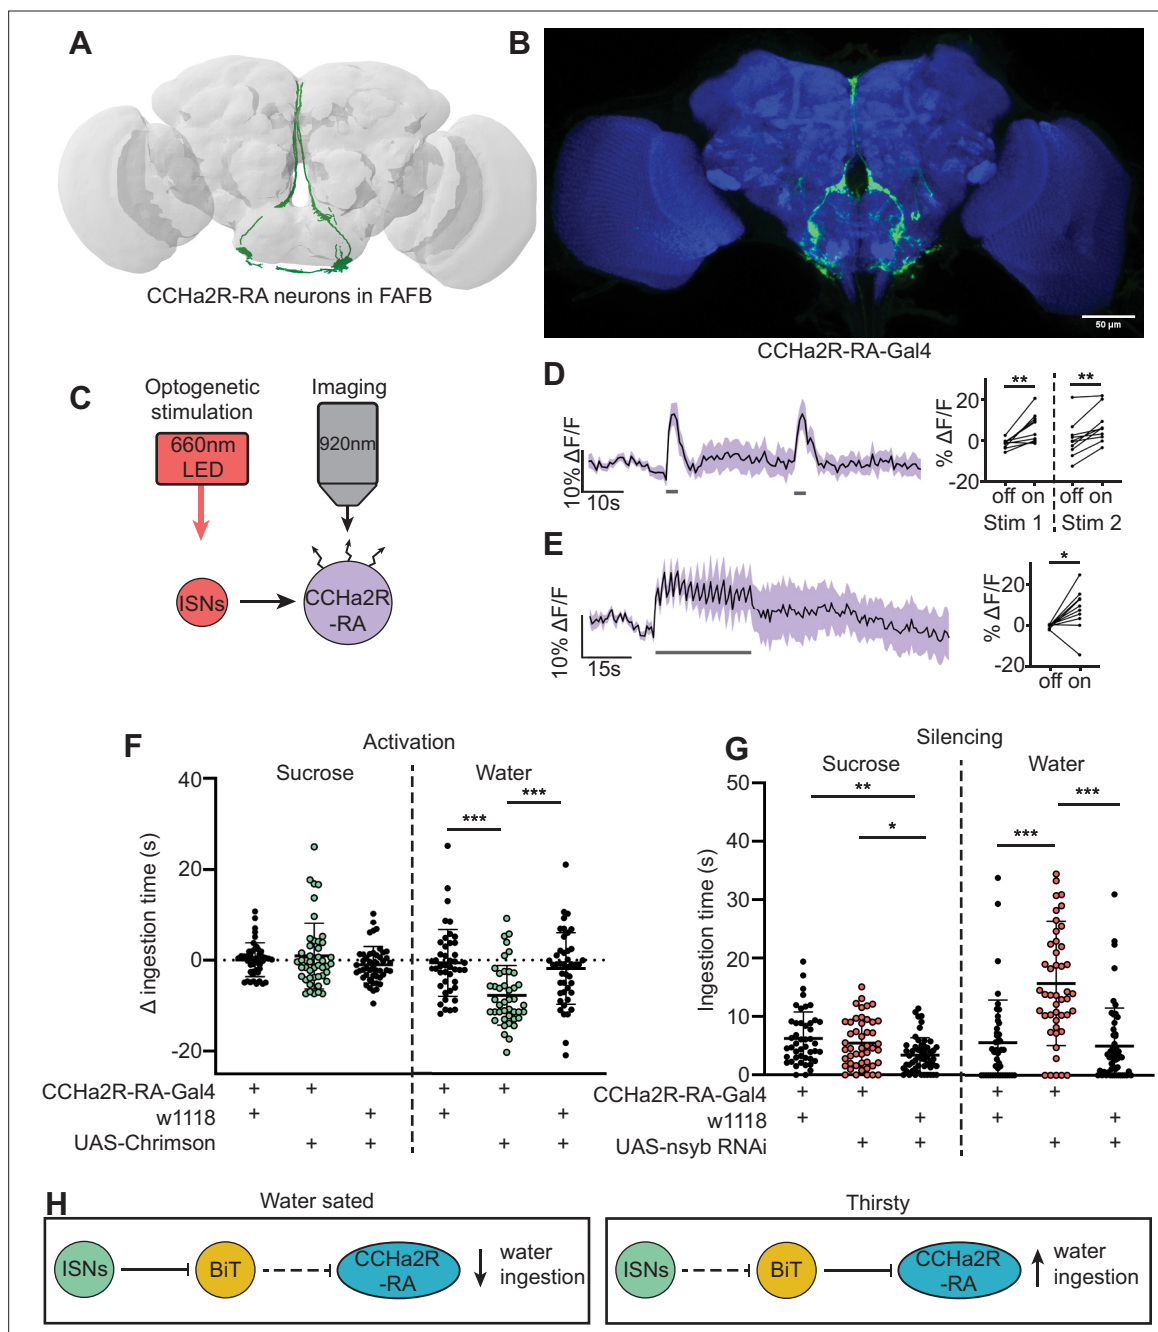 A
B
CCHa2R-RA neurons in FAFB
50 µm
CCHa2R-RA-Gal4
C
Optogenetic
stimulation
Imaging
660nm
LED
920nm
ISNs
CCHa2R
-RA
D
10% ΔF/F
10s
% ΔF/F
20
0
-20
**
**
off on
off on
Stim 1
Stim 2
E
10% ΔF/F
15s
% ΔF/F
20
0
-20
*
off on
F
Activation
Sucrose
Water
Δ ingestion time (s)
40
20
0
-20
***
***
CCHa2R-RA-Gal4 + + + +
w1118 + + + +
UAS-Chrimson + + + +
G
Silencing
Sucrose
Water
Ingestion time (s)
50
40
30
20
10
0
**
*
***
***
CCHa2R-RA-Gal4 + + + +
w1118 + + + +
UAS-nsyb RNAi + + + +
H
Water sated
ISNs
BiT
CCHa2R
-RA
water
ingestion
Thirsty
ISNs
BiT
CCHa2R
-RA
water
ingestion